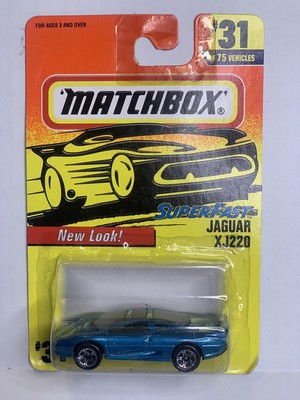 FOR AGES 3 AND OVER
#31
OF 75 VEHICLES
MATCHBOX®
SUPERFAST
JAGUAR
XJ220
New Look!